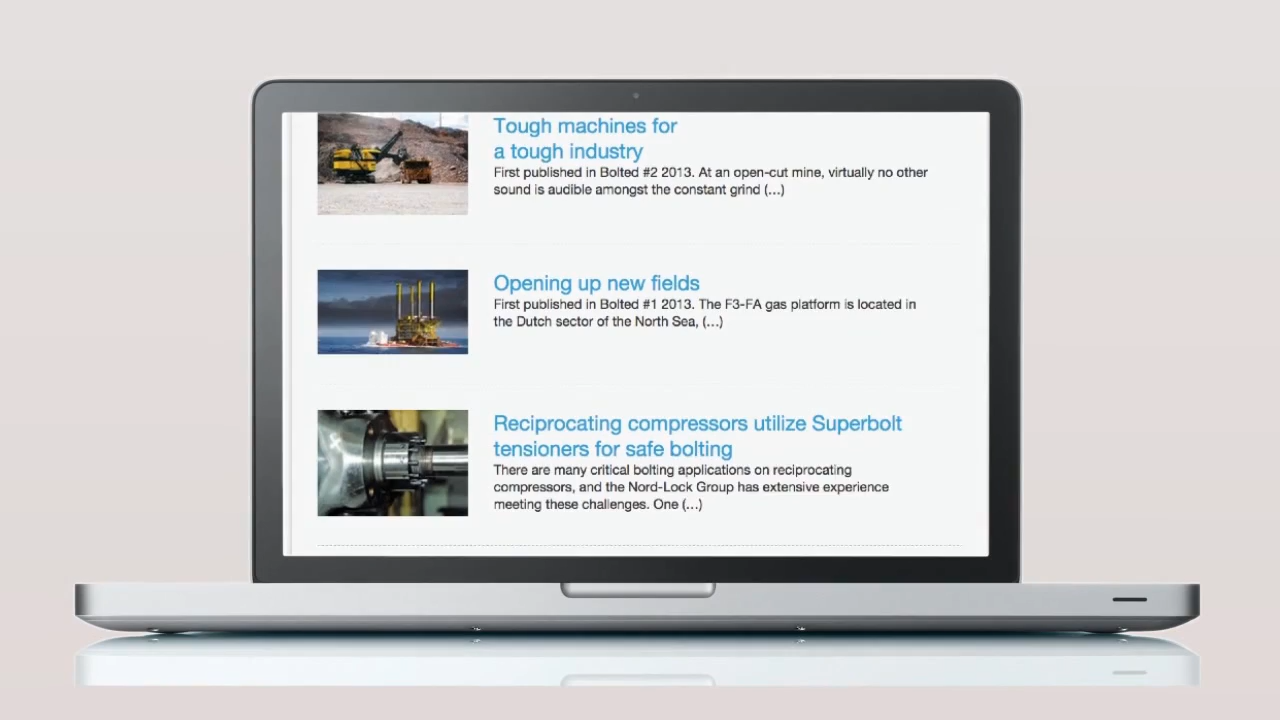 Tough machines for
a tough industry
First published in Bolted #2 2013. At an open-cut mine, virtually no other
sound is audible amongst the constant grind (...)
Opening up new fields
First published in Bolted #1 2013. The F3-FA gas platform is located in
the Dutch sector of the North Sea, (...)
Reciprocating compressors utilize Superbolt
tensioners for safe bolting
There are many critical bolting applications on reciprocating
compressors, and the Nord-Lock Group has extensive experience
meeting these challenges. One (...)